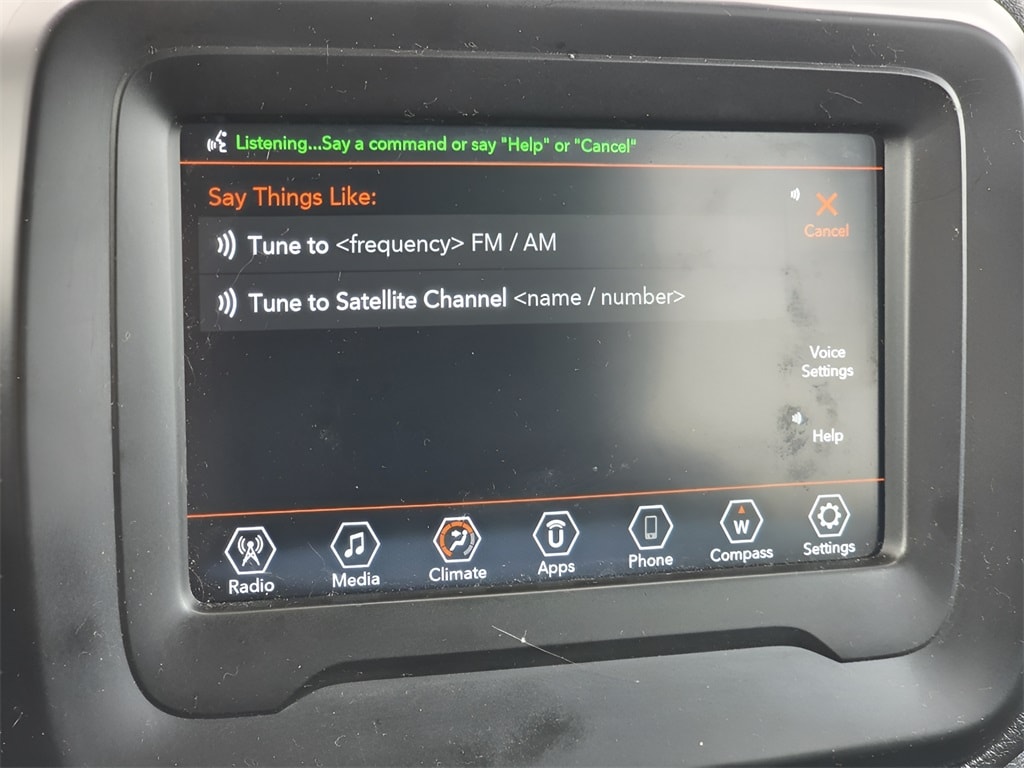 Listening...Say a command or say "Help" or "Cancel"
Say Things Like:
Cancel
Tune to <frequency> FM / AM
Tune to Satellite Channel <name / number>
Voice
Settings
Help
U
W
Radio
Media
Climate
Apps
Phone
Compass
Settings